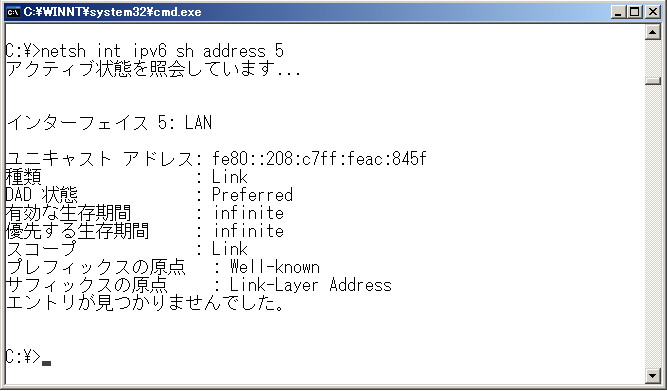 C:¥WINNT¥system32¥cmd.exe
C:¥>netsh int ipv6 sh address 5
アクティブ状態を照会しています...
インターフェイス 5: LAN
ユニキャスト アドレス: fe80::208:c7ff:feac:845f
種類 : Link
DAD 状態 : Preferred
有効な生存期間 : infinite
優先する生存期間 : infinite
スコープ : Link
プレフィックスの原点 : Well-known
サフィックスの原点 : Link-Layer Address
エントリが見つかりませんでした。
C:¥>